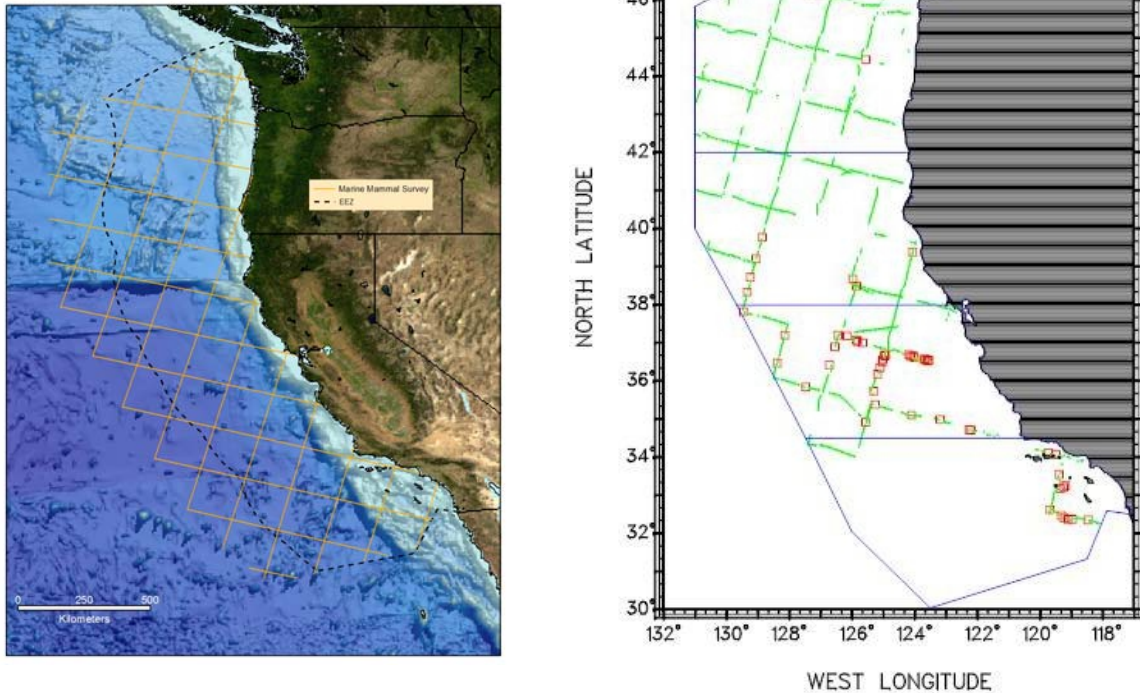 Marine Mammal Survey
EEZ
0 250 500
Kilometers
NORTH LATITUDE
46°
44°
42°
40°
38°
36°
34°
32°
30°
132° 130° 128° 126° 124° 122° 120° 118°
WEST LONGITUDE